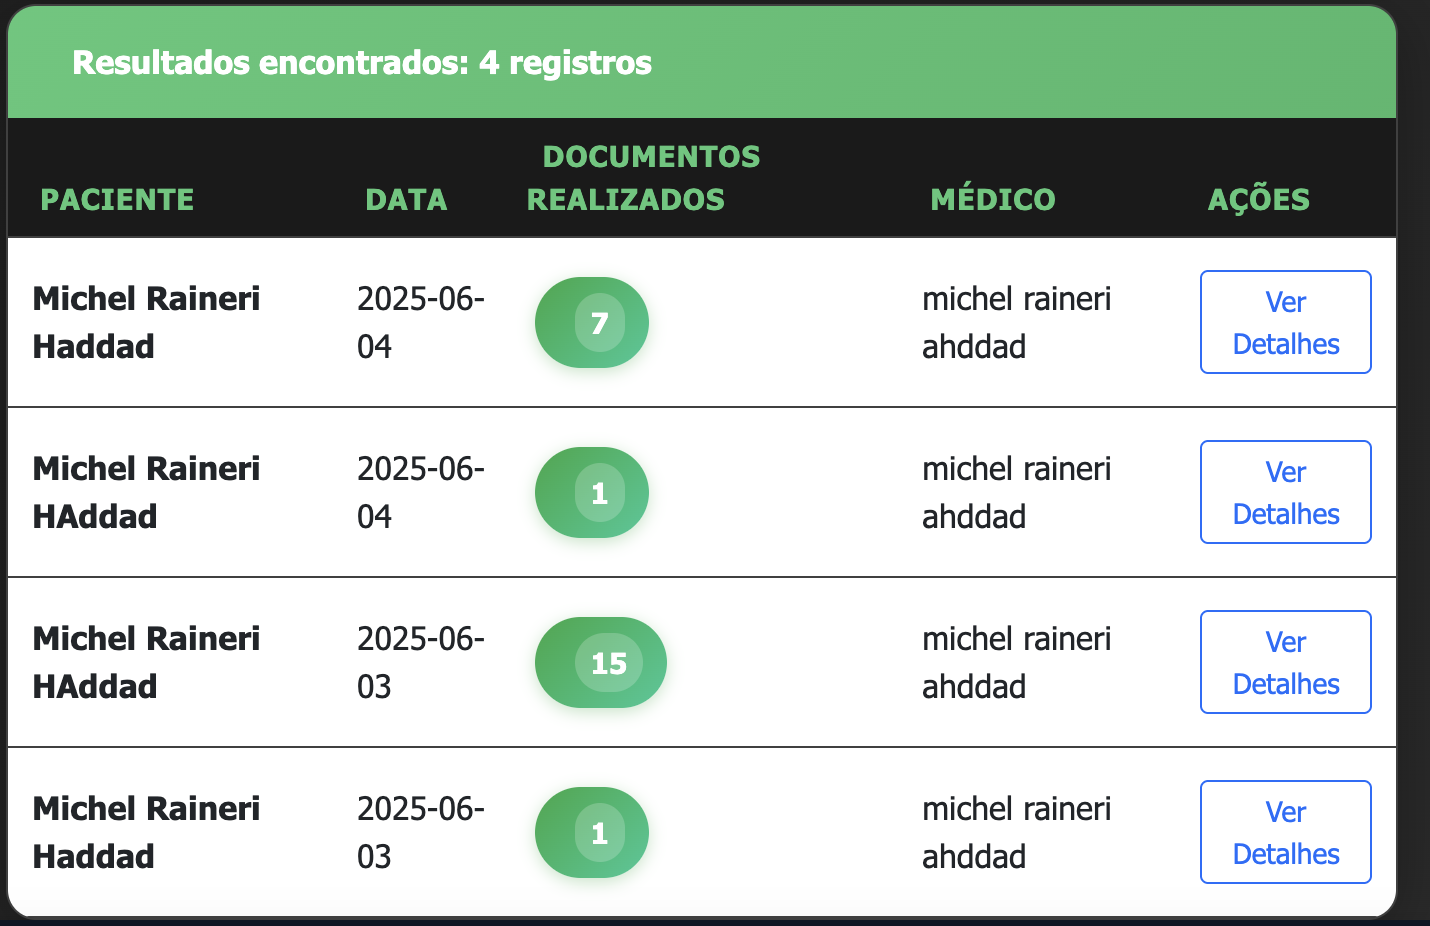 Resultados encontrados: 4 registros
PACIENTE DATA DOCUMENTOS REALIZADOS MÉDICO AÇÕES
Michel Raineri 2025-06- 7 michel raineri Ver
Haddad 04 ahddad Detalhes
Michel Raineri 2025-06- 1 michel raineri Ver
HAddad 04 ahddad Detalhes
Michel Raineri 2025-06- 15 michel raineri Ver
HAddad 03 ahddad Detalhes
Michel Raineri 2025-06- 1 michel raineri Ver
Haddad 03 ahddad Detalhes